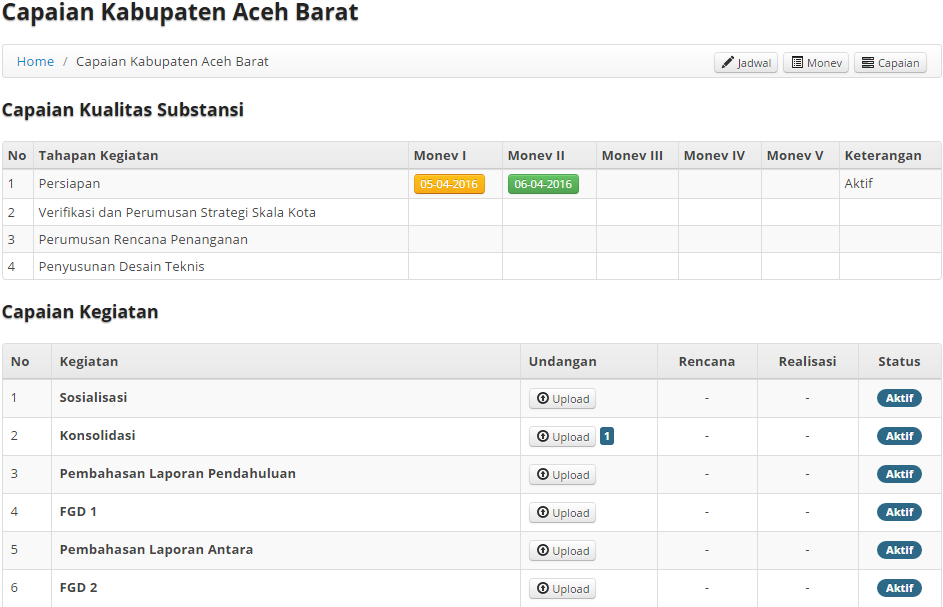 Capaian Kabupaten Aceh Barat
Home / Capaian Kabupaten Aceh Barat Jadwal Monev Capaian
Capaian Kualitas Substansi
No Tahapan Kegiatan Monev I Monev II Monev III Monev IV Monev V Keterangan
1 Persiapan 05-04-2016 06-04-2016 Aktif
2 Verifikasi dan Perumusan Strategi Skala Kota
3 Perumusan Rencana Penanganan
4 Penyusunan Desain Teknis
Capaian Kegiatan
No Kegiatan Undangan Rencana Realisasi Status
1 Sosialisasi Upload - - Aktif
2 Konsolidasi Upload 1 - - Aktif
3 Pembahasan Laporan Pendahuluan Upload - - Aktif
4 FGD 1 Upload - - Aktif
5 Pembahasan Laporan Antara Upload - - Aktif
6 FGD 2 Upload - - Aktif